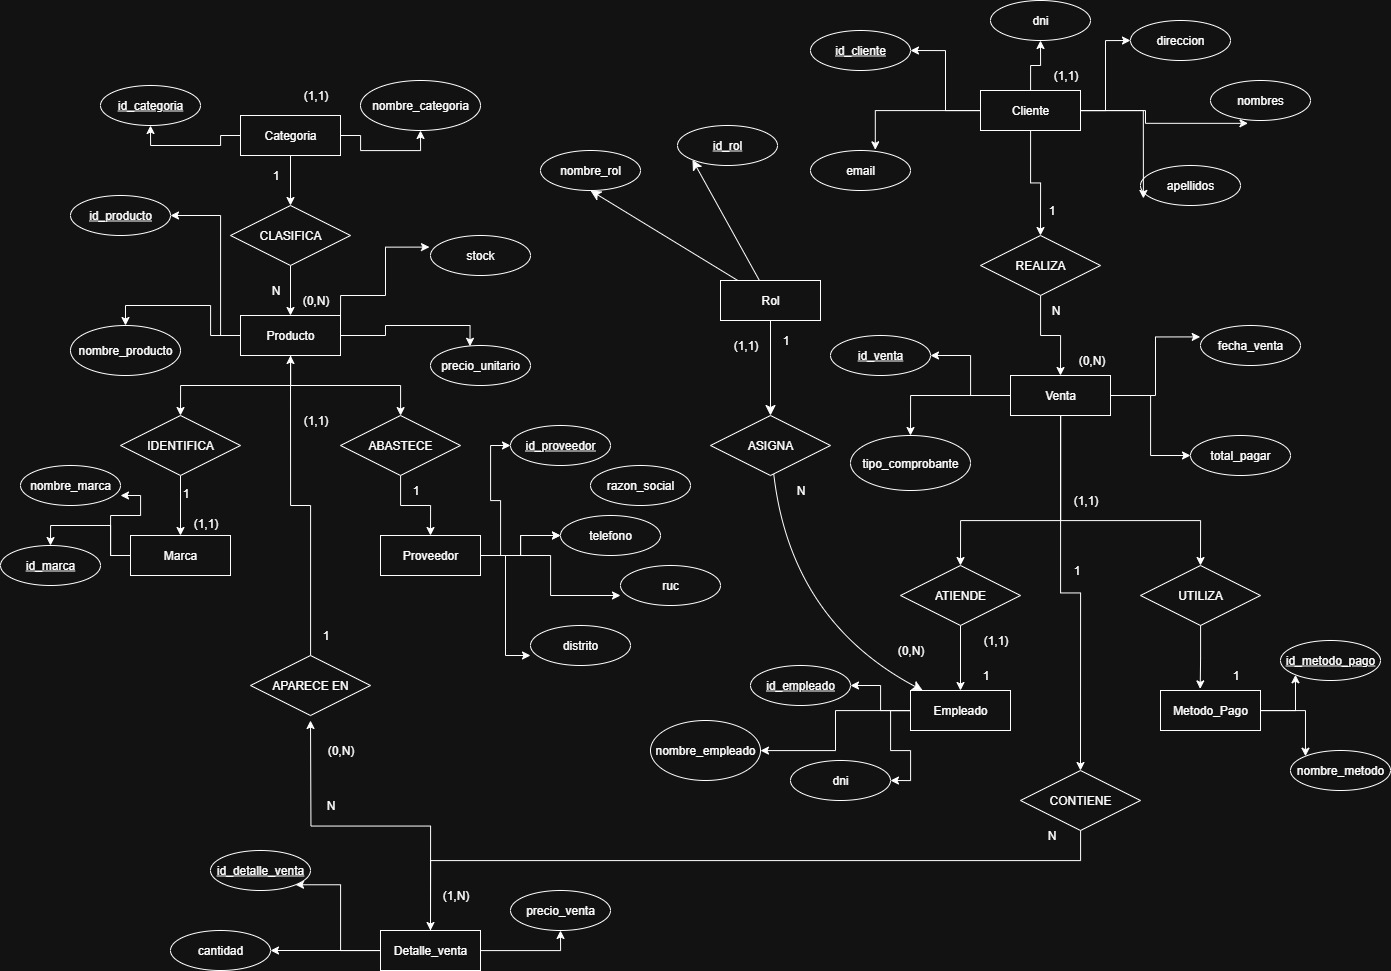 dni
id_cliente
direccion
(1,1)
(1,1)
id_categoria
nombre_categoria
Cliente
nombres
Categoria
id_rol
nombre_rol
email
apellidos
1
id_producto
1
CLASIFICA
stock
REALIZA
N
(0,N)
Rol
N
Producto
nombre_producto
precio_unitario
(1,1)
1
id_venta
(0,N)
fecha_venta
Venta
(1,1)
IDENTIFICA
ABASTECE
id_proveedor
ASIGNA
tipo_comprobante
total_pagar
nombre_marca
1
1
razon_social
N
(1,1)
(1,1)
telefono
Marca
Proveedor
id_marca
1
ruc
ATIENDE
UTILIZA
1
distrito
(0,N)
(1,1)
id_metodo_pago
APARECE EN
id_empleado
1
1
Empleado
Metodo_Pago
(0,N)
nombre_empleado
dni
nombre_metodo
N
CONTIENE
N
id_detalle_venta
(1,N)
precio_venta
cantidad
Detalle_venta